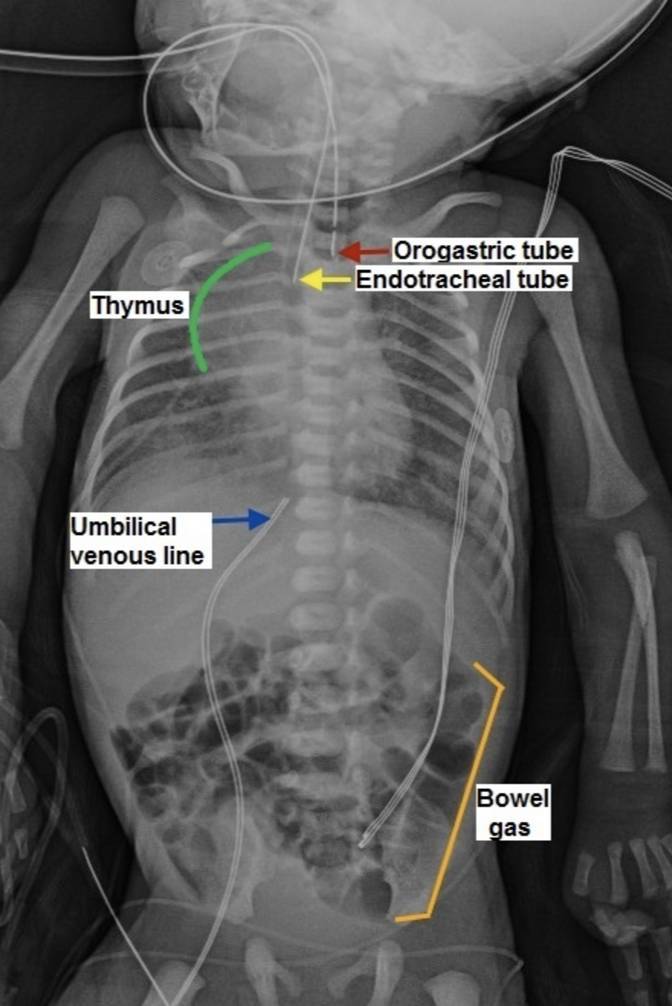 Orogastric tube
Endotracheal tube
Thymus
Umbilical
venous line
Bowel
gas